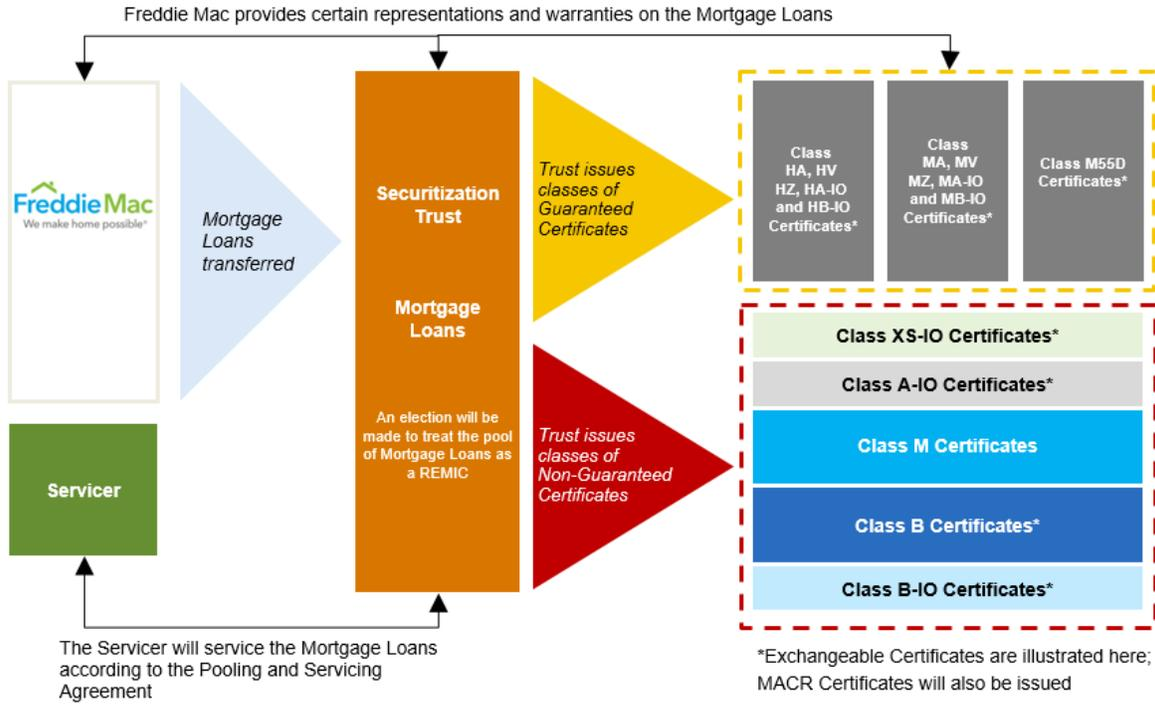 Freddie Mac provides certain representations and warranties on the Mortgage Loans
Freddie Mac
We make home possible®
Mortgage
Loans
transferred
Servicer
Securitization
Trust
Mortgage
Loans
An election will be
made to treat the pool
of Mortgage Loans as
a REMIC
Trust issues
classes of
Guaranteed
Certificates
Trust issues
classes of
Non-Guaranteed
Certificates
Class
HA, HV
HZ, HA-IO
and HB-IO
Certificates*
Class
MA, MV
MZ, MA-IO
and MB-IO
Certificates*
Class M55D
Certificates*
Class XS-IO Certificates*
Class A-IO Certificates*
Class M Certificates
Class B Certificates*
Class B-IO Certificates*
The Servicer will service the Mortgage Loans
according to the Pooling and Servicing
Agreement
*Exchangeable Certificates are illustrated here;
MACR Certificates will also be issued